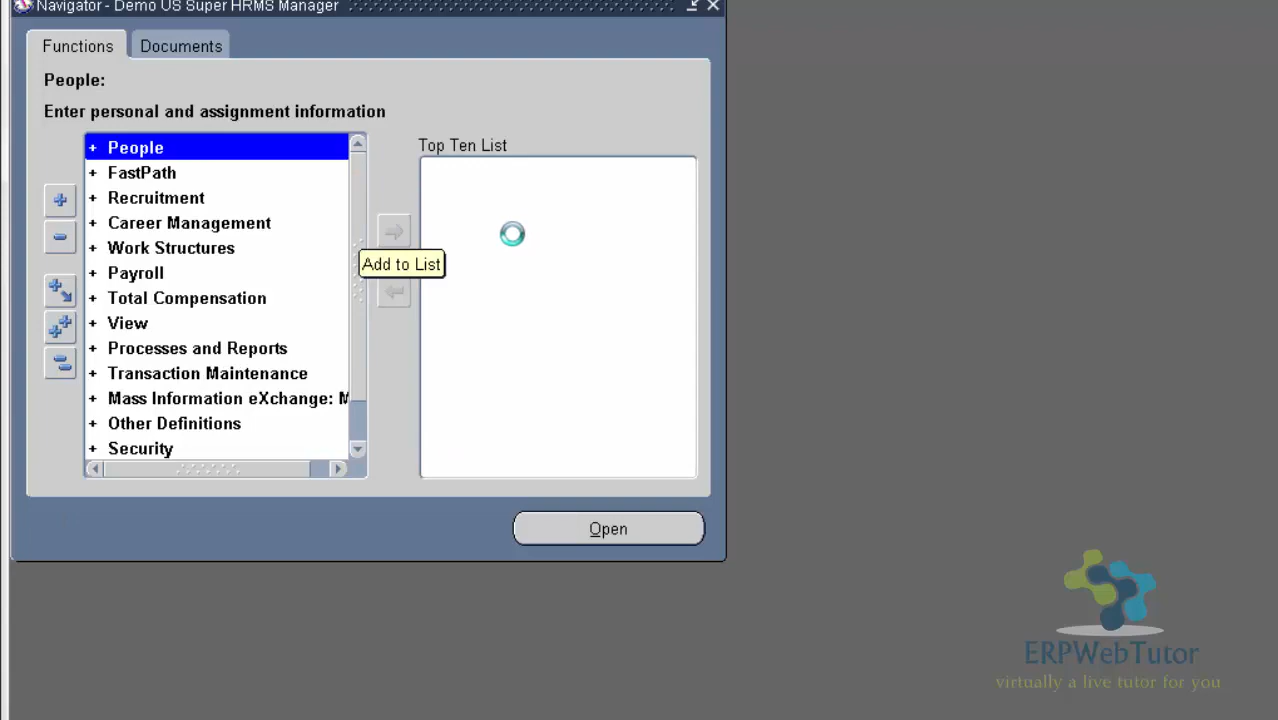 Navigator - Demo US Super HRMS Manager
Functions
Documents
People:
Enter personal and assignment information
Top Ten List
+ People
+ FastPath
+ Recruitment
+ Career Management
+ Work Structures
+ Payroll
Add to List
+ Total Compensation
+ View
+ Processes and Reports
+ Transaction Maintenance
+ Mass Information eXchange: M
+ Other Definitions
+ Security
Open
ERPWebTutor
virtually a live tutor for you